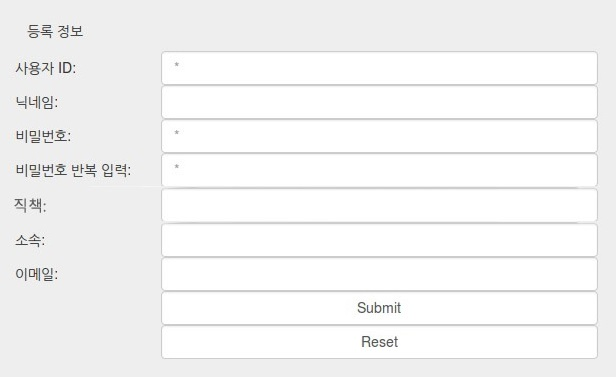 등록 정보
사용자 ID: *
닉네임:
비밀번호: *
비밀번호 반복 입력: *
직책:
소속:
이메일:
Submit
Reset